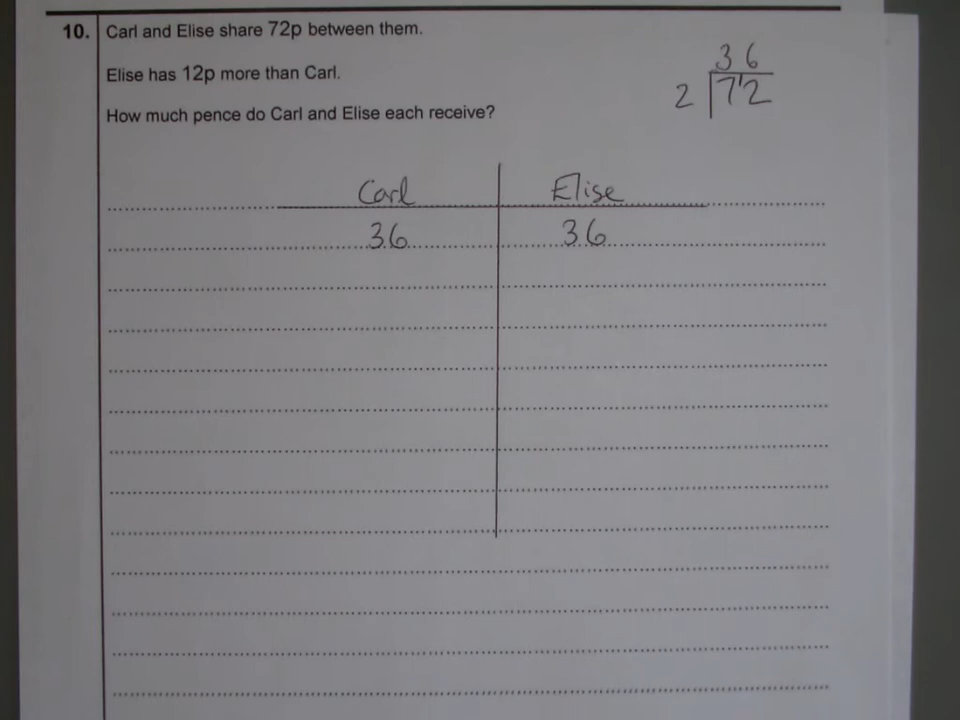 10. Carl and Elise share 72p between them.
Elise has 12p more than Carl.
How much pence do Carl and Elise each receive?
36
2 7¹2
Carl Elise
36 36